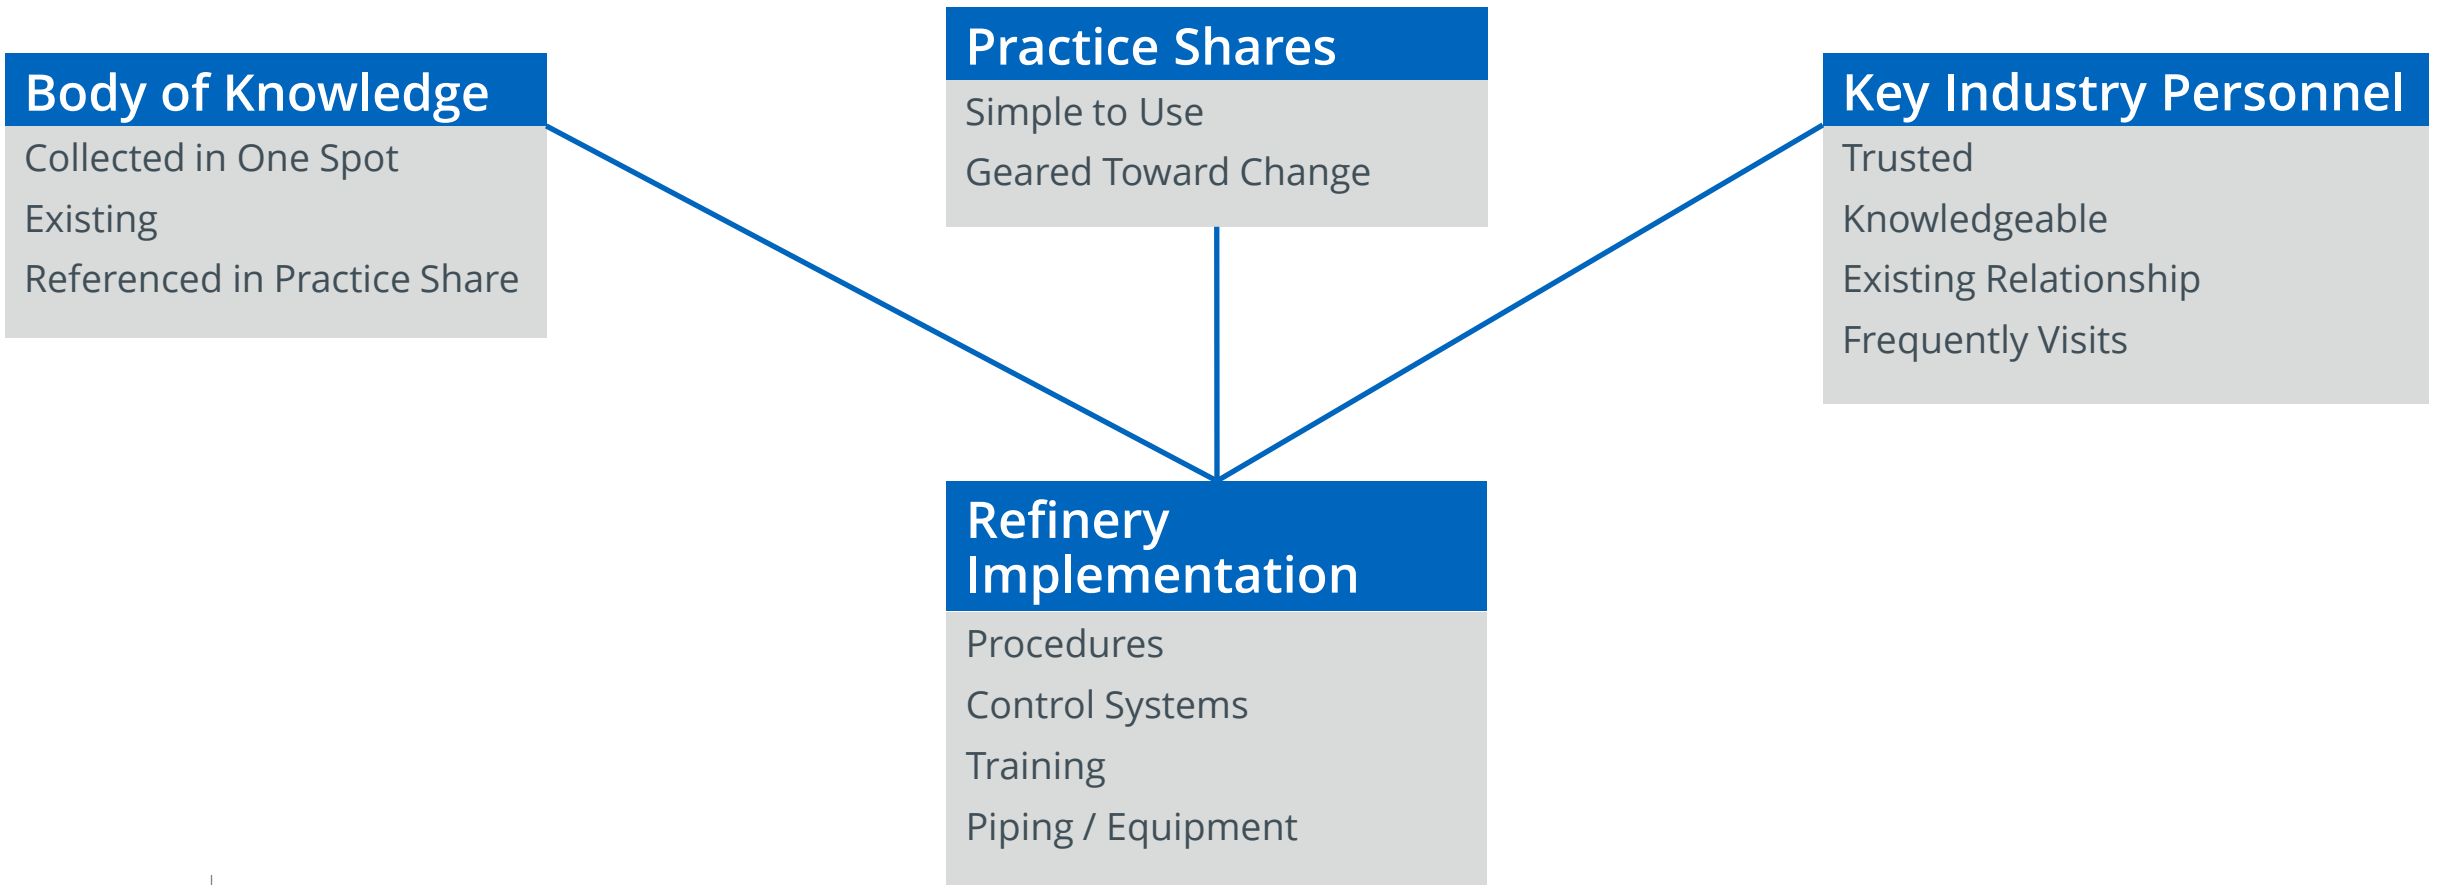 Body of Knowledge
Collected in One Spot
Existing
Referenced in Practice Share
Practice Shares
Simple to Use
Geared Toward Change
Key Industry Personnel
Trusted
Knowledgeable
Existing Relationship
Frequently Visits
Refinery
Implementation
Procedures
Control Systems
Training
Piping / Equipment